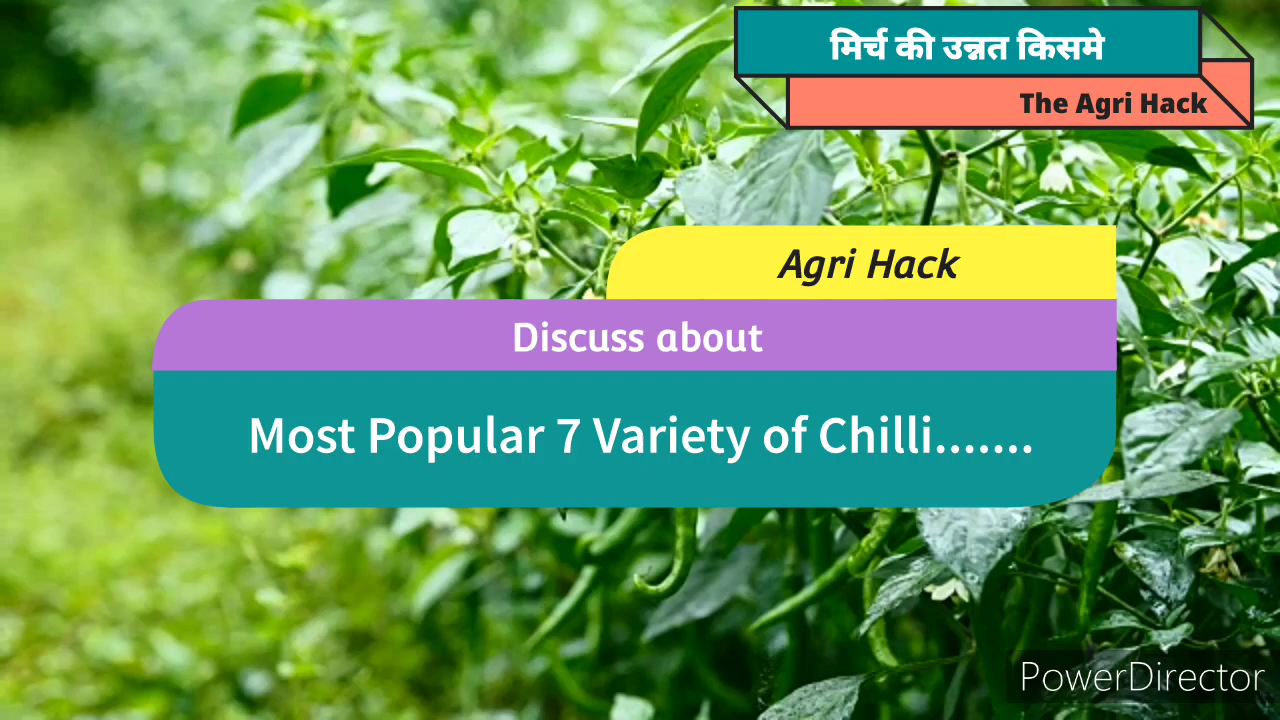 मिर्च की उन्नत किसमे
The Agri Hack
Agri Hack
Discuss about
Most Popular 7 Variety of Chilli.......
PowerDirector